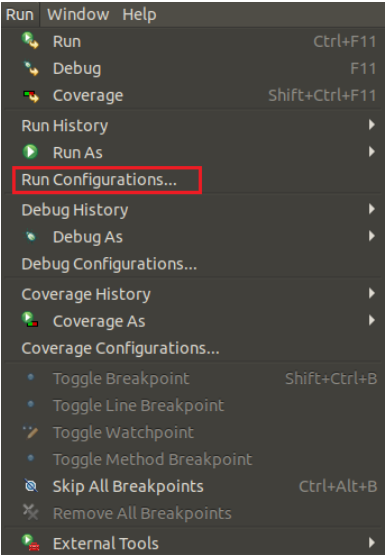 Run Window Help
Run Ctrl+F11
Debug F11
Coverage Shift+Ctrl+F11
Run History
Run As
Run Configurations...
Debug History
Debug As
Debug Configurations...
Coverage History
Coverage As
Coverage Configurations...
Toggle Breakpoint Shift+Ctrl+B
Toggle Line Breakpoint
Toggle Watchpoint
Toggle Method Breakpoint
Skip All Breakpoints Ctrl+Alt+B
Remove All Breakpoints
External Tools